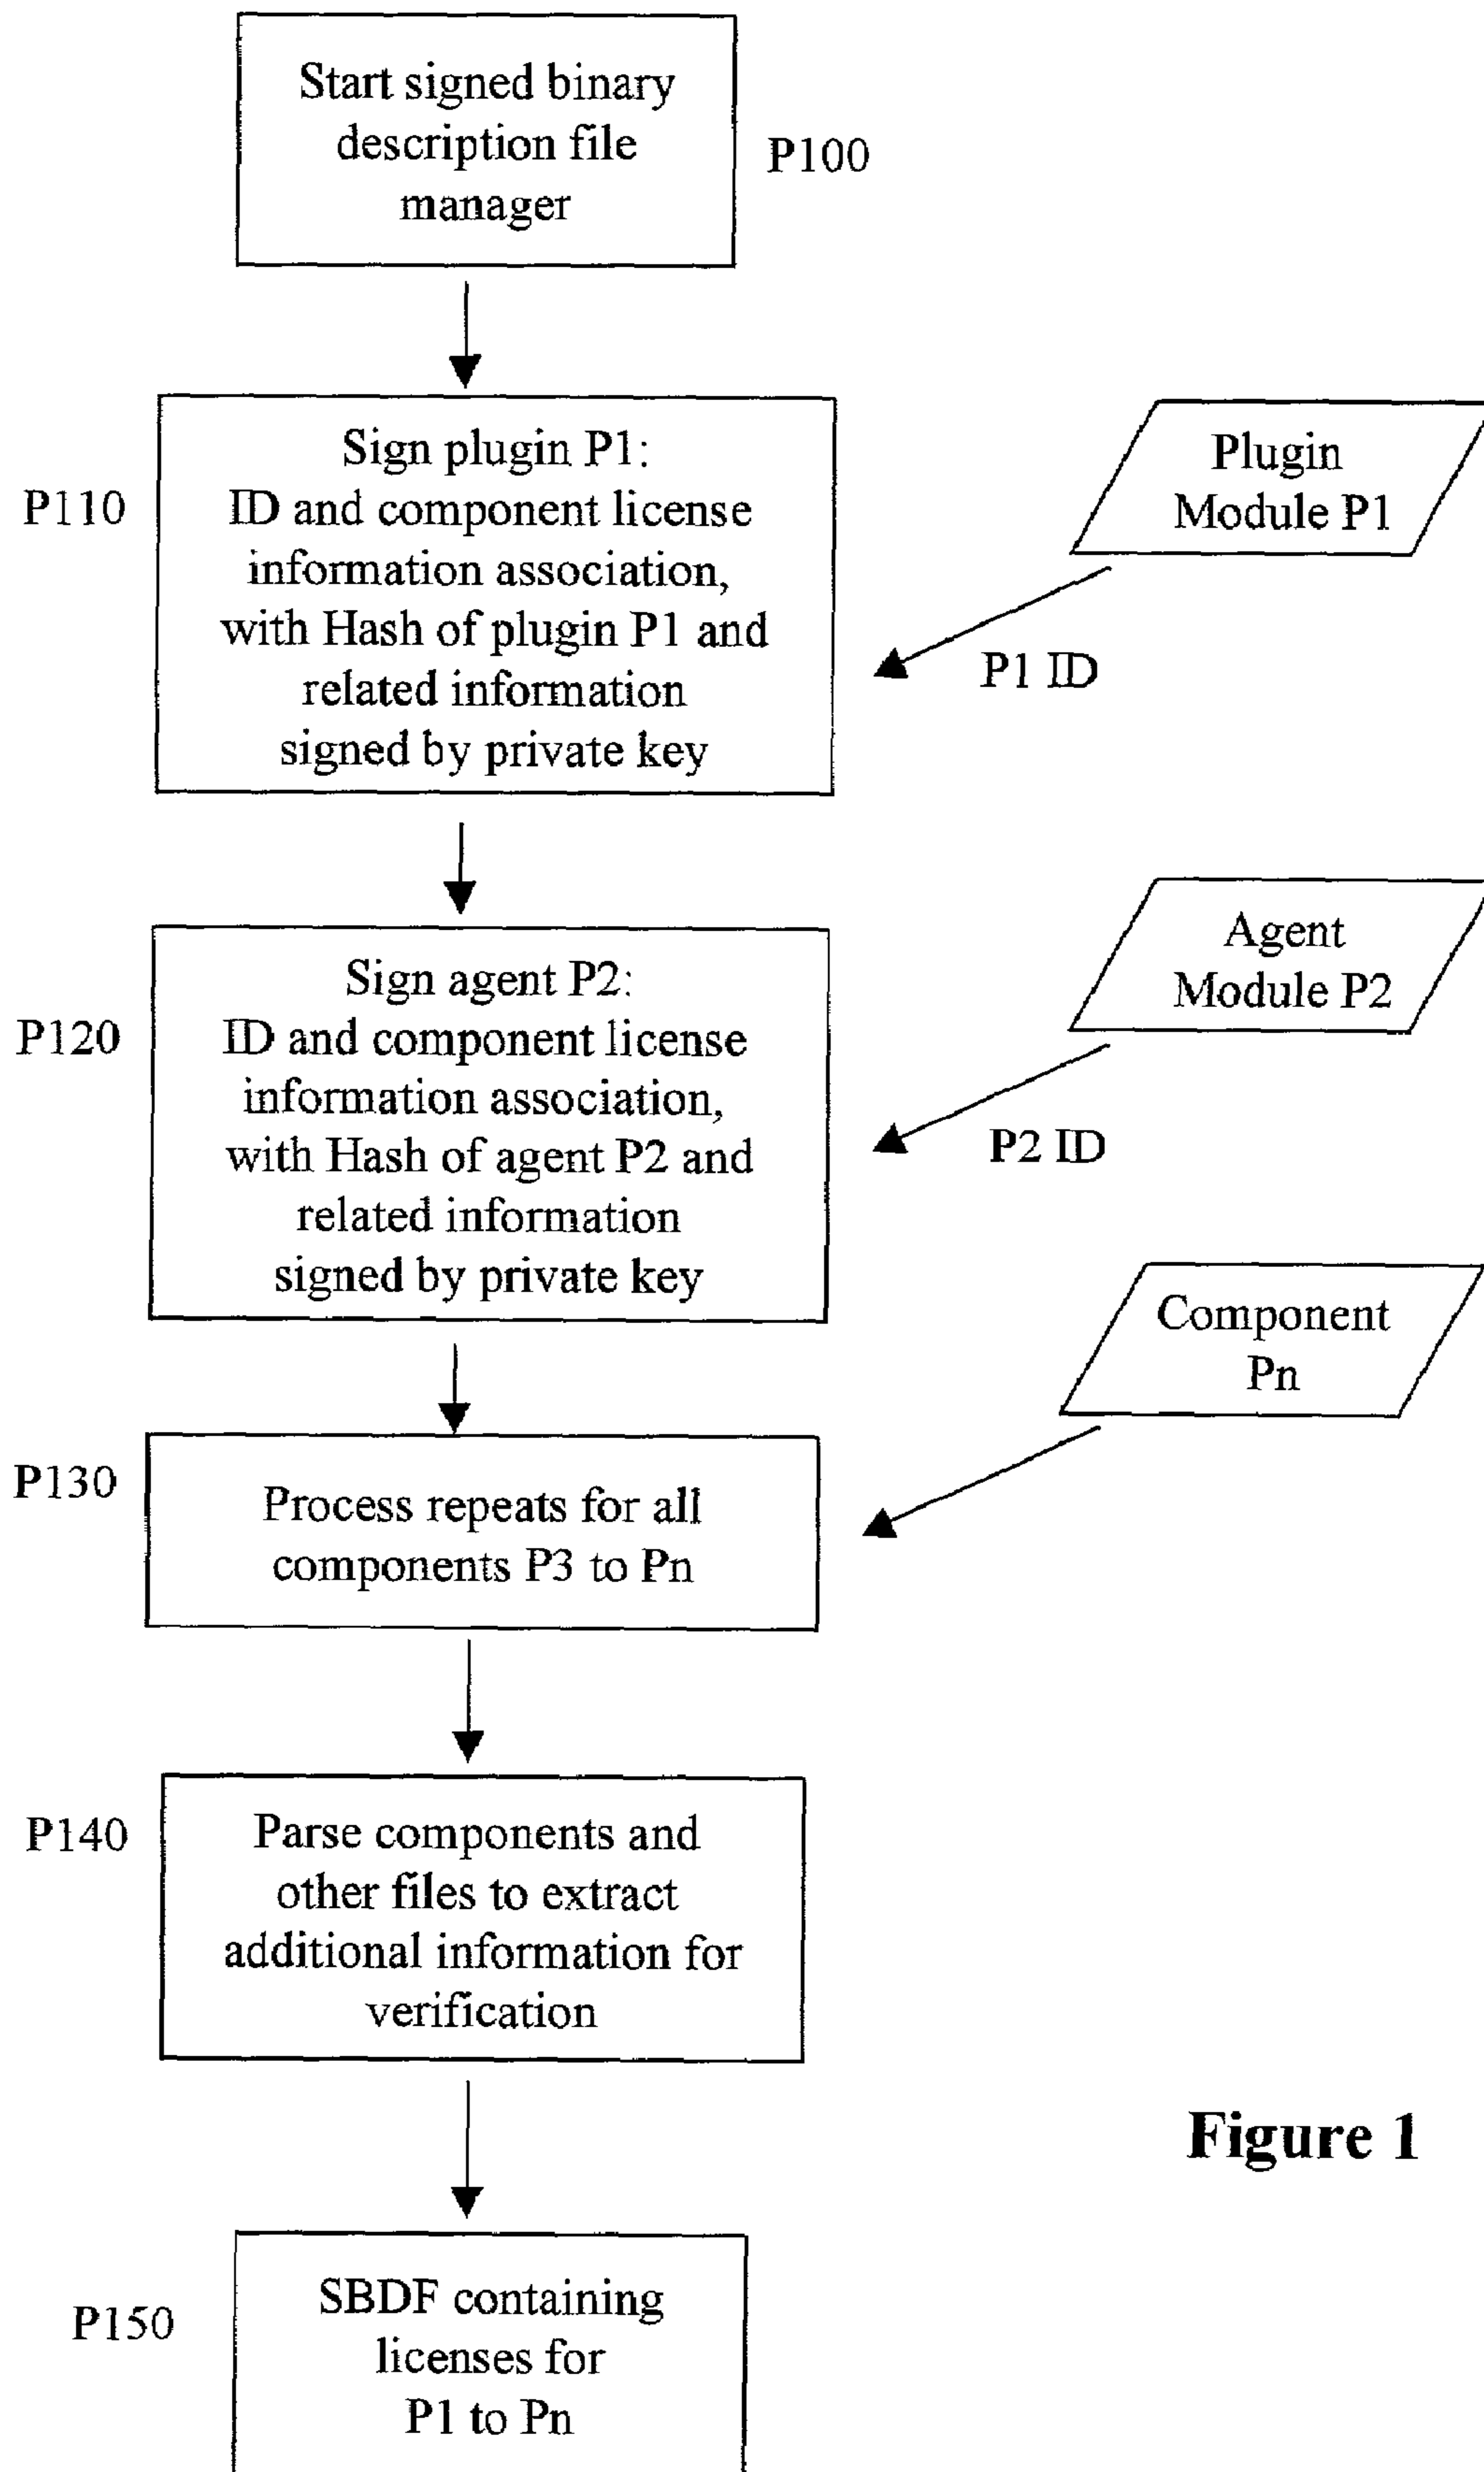 Start signed binary
description file
manager
P100
P110
Sign plugin P1:
ID and component license
information association,
with Hash of plugin P1 and
related information
signed by private key
Plugin
Module P1
P1 ID
P120
Sign agent P2:
ID and component license
information association,
with Hash of agent P2 and
related information
signed by private key
Agent
Module P2
P2 ID
Component
Pn
P130
Process repeats for all
components P3 to Pn
P140
Parse components and
other files to extract
additional information for
verification
Figure 1
P150
SBDF containing
licenses for
P1 to Pn